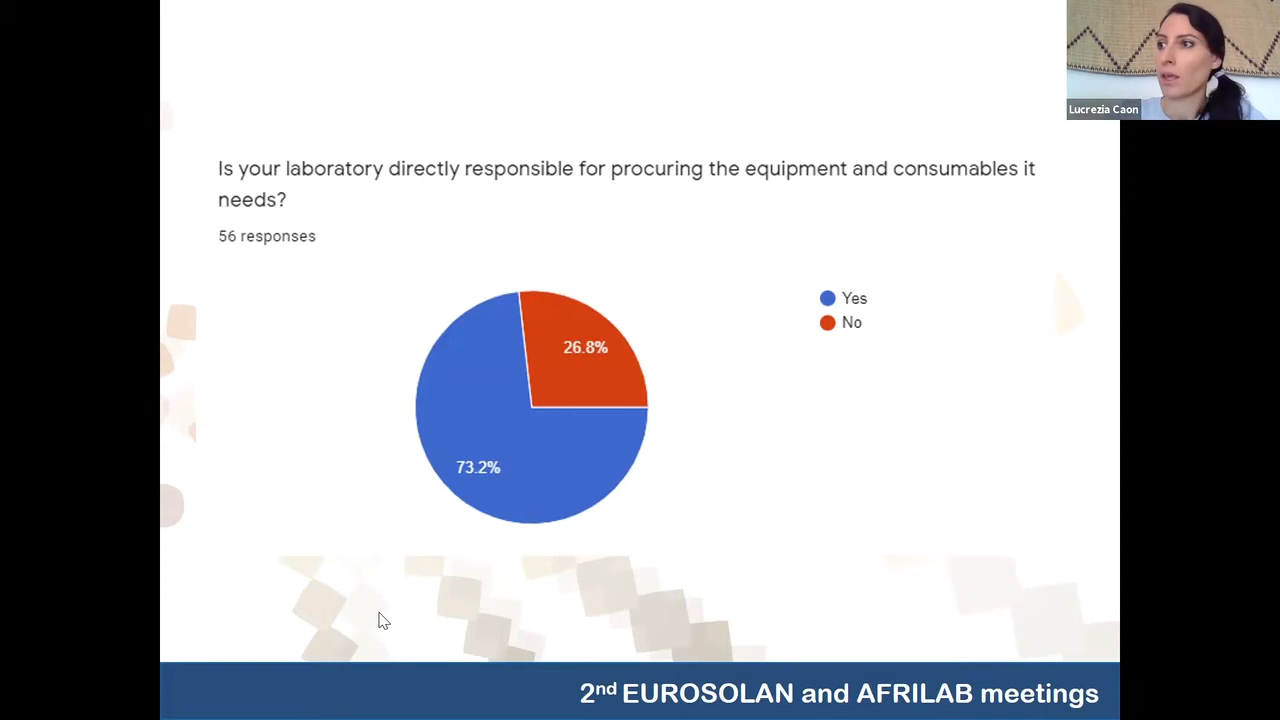 Lucrezia Caon
Is your laboratory directly responsible for procuring the equipment and consumables it
needs?
56 responses
Yes
No
26.8%
73.2%
2nd EUROSOLAN and AFRILAB meetings